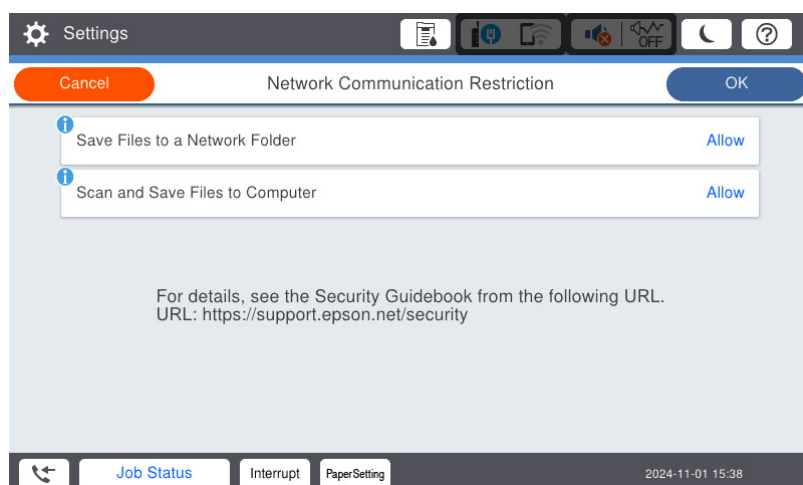 Settings
OFF
Cancel
Network Communication Restriction
OK
Save Files to a Network Folder
Allow
Scan and Save Files to Computer
Allow
For details, see the Security Guidebook from the following URL.
URL: https://support.epson.net/security
Job Status
Interrupt
PaperSetting
2024-11-01 15:38